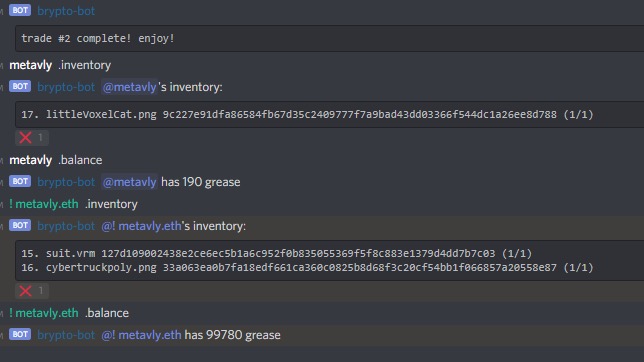 BOT brypto-bot
trade #2 complete! enjoy!
metavly .inventory
BOT brypto-bot @metavly's inventory:
17. littleVoxelCat.png 9c227e91dfa86584fb67d35c2409777f7a9bad43dd03366f544dc1a26ee8d788 (1/1)
❌ 1
metavly .balance
BOT brypto-bot @metavly has 190 grease
! metavly.eth .inventory
BOT brypto-bot @! metavly.eth's inventory:
15. suit.vrm 127d109002438e2ce6ec5b1a6c952f0b835055369f5f8c883e1379d4dd7b7c03 (1/1)
16. cybertruckpoly.png 33a063ea0b7fa18edf661ca360c0825b8d68f3c20cf54bb1f066857a20558e87 (1/1)
❌ 1
! metavly.eth .balance
BOT brypto-bot @! metavly.eth has 99780 grease